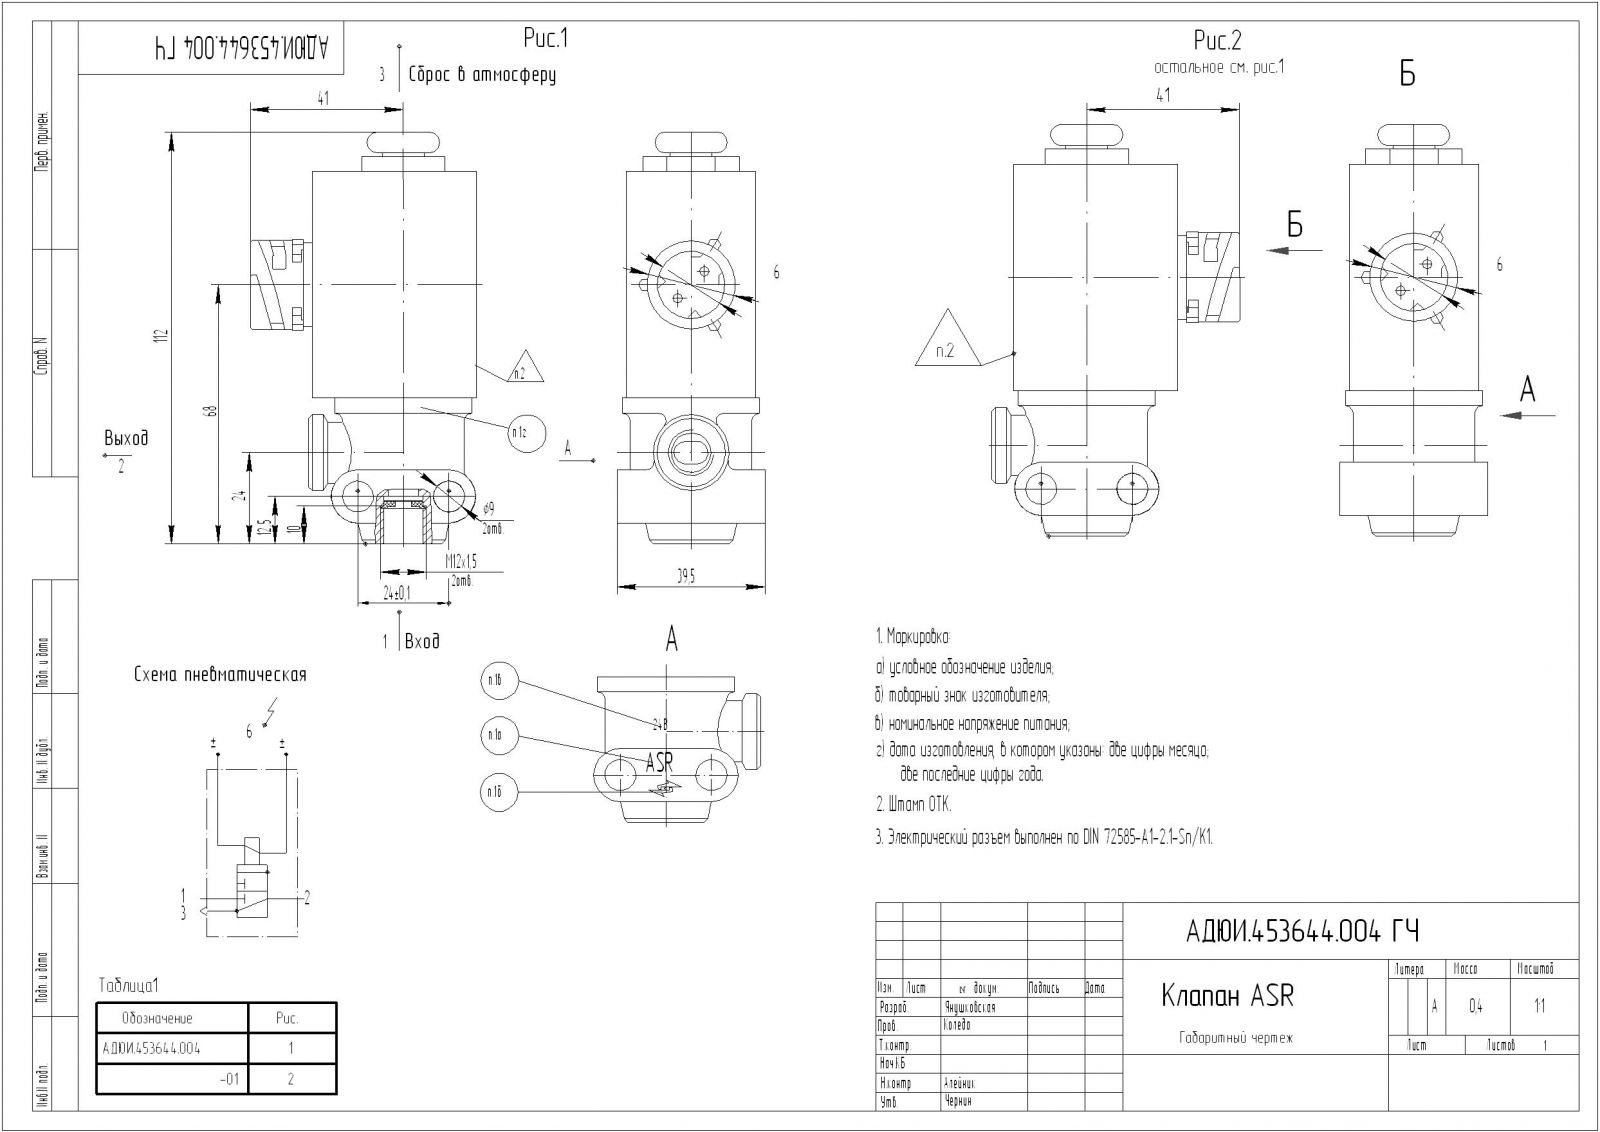 АДЮИ.453644.004 ГЧ
Рис.1
3 Сброс в атмосферу
41
112
68
24
12,5
10
Выход
2
п.2
п.1г
А
6
⌀9
2отв.
М12х1,5
2отв.
24±0,1
39,5
1 Вход
Рис.2
остальное см. рис.1
41
п.2
Б
Б
6
А
Схема пневматическая
6
± ±
1
3
2
А
п.1в
п.1а
п.1б
24В
ASR
1. Маркировка:
а) условное обозначение изделия;
б) товарный знак изготовителя;
в) номинальное напряжение питания;
г) дата изготовления, в котором указаны: две цифры месяца;
две последние цифры года.
2. Штамп ОТК.
3. Электрический разъем выполнен по DIN 72585-A1-2.1-Sn/K1.
Таблица1
Обозначение Рис.
АДЮИ.453644.004 1
-01 2
Перв. примен.
Справ. N
Подп. и дата
Инв. N дубл.
Взам.инв. N
Подп. и дата
Инв.N подп.
АДЮИ.453644.004 ГЧ
Клапан ASR
Габаритный чертеж
Литера Масса Масштаб
А 0,4 1:1
Лист Листов 1
Изм. Лист № докум. Подпись Дата
Разраб. Янушковская
Пров. Коледа
Т.контр.
Нач.КБ
Н.контр Алейник
Утв. Чернин